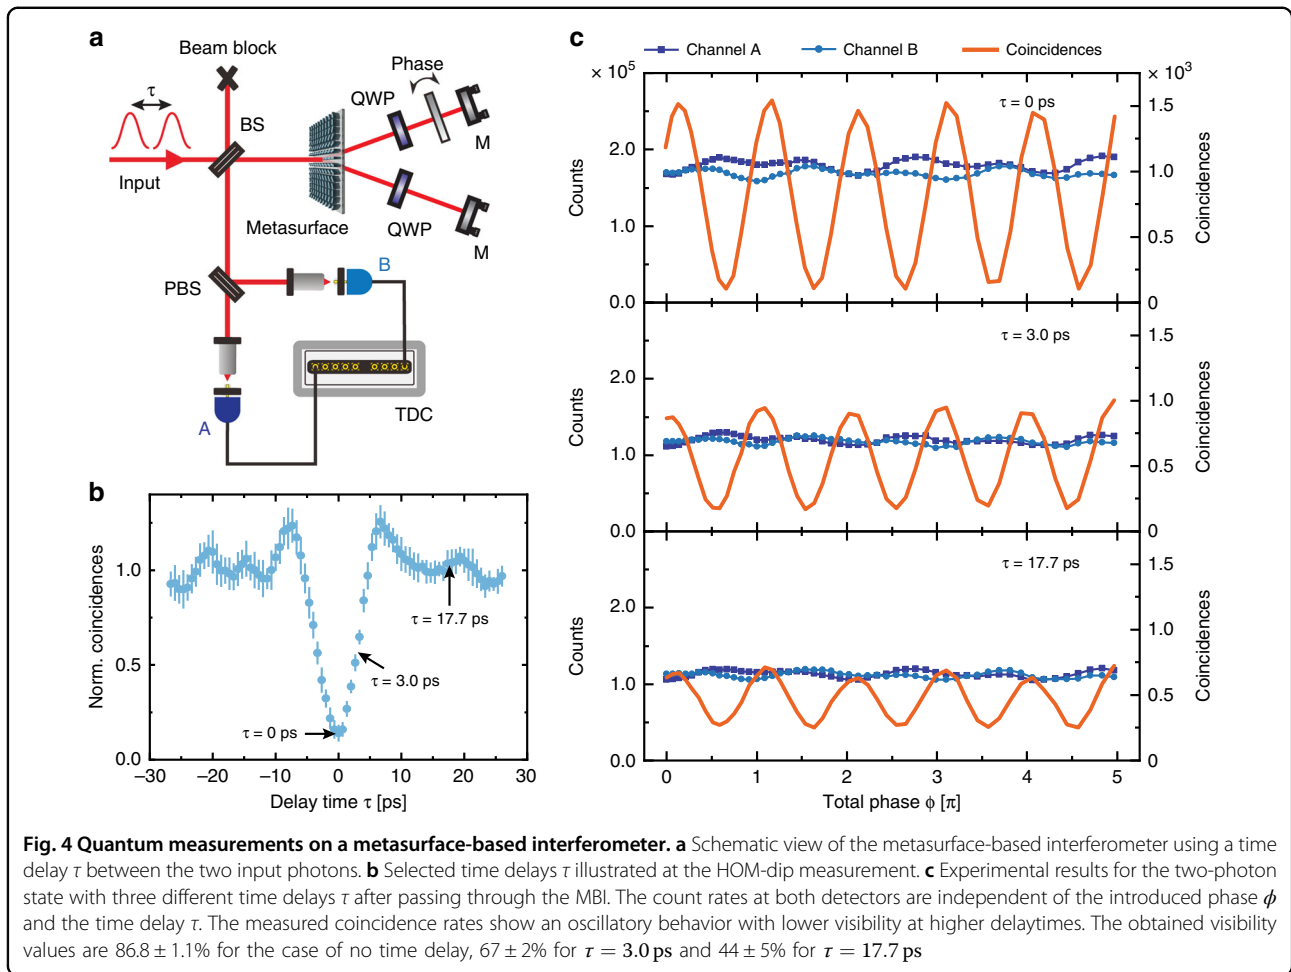 a
Beam block
τ
BS
Input
QWP
Phase
M
Metasurface
QWP
M
PBS
B
A
TDC
b
Norm. coincidences
1.0
0.5
0.0
τ = 17.7 ps
τ = 3.0 ps
τ = 0 ps
−30 −20 −10 0 10 20 30
Delay time τ [ps]
c
Channel A Channel B Coincidences
× 10⁵ × 10³
τ = 0 ps
Counts
2.0
1.0
0.0
Coincidences
1.5
1.0
0.5
0
τ = 3.0 ps
Counts
2.0
1.0
0.0
Coincidences
1.5
1.0
0.5
0
τ = 17.7 ps
Counts
2.0
1.0
0.0
Coincidences
1.5
1.0
0.5
0
0 1 2 3 4 5
Total phase ϕ [π]
Fig. 4 Quantum measurements on a metasurface-based interferometer. a Schematic view of the metasurface-based interferometer using a time
delay τ between the two input photons. b Selected time delays τ illustrated at the HOM-dip measurement. c Experimental results for the two-photon
state with three different time delays τ after passing through the MBI. The count rates at both detectors are independent of the introduced phase ϕ
and the time delay τ. The measured coincidence rates show an oscillatory behavior with lower visibility at higher delaytimes. The obtained visibility
values are 86.8 ± 1.1% for the case of no time delay, 67 ± 2% for τ = 3.0 ps and 44 ± 5% for τ = 17.7 ps